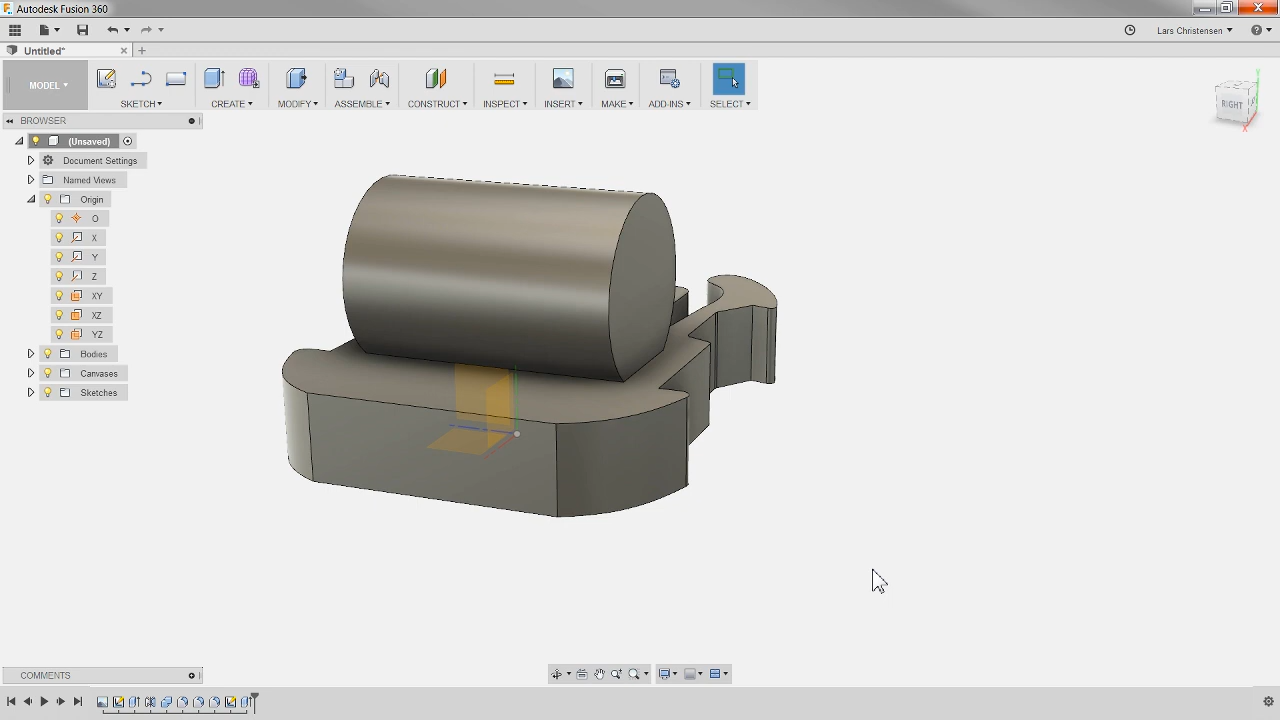 Autodesk Fusion 360
Lars Christensen
Untitled*
MODEL
SKETCH
CREATE
MODIFY
ASSEMBLE
CONSTRUCT
INSPECT
INSERT
MAKE
ADD-INS
SELECT
BROWSER
RIGHT
(Unsaved)
Document Settings
Named Views
Origin
O
X
Y
Z
XY
XZ
YZ
Bodies
Canvases
Sketches
COMMENTS